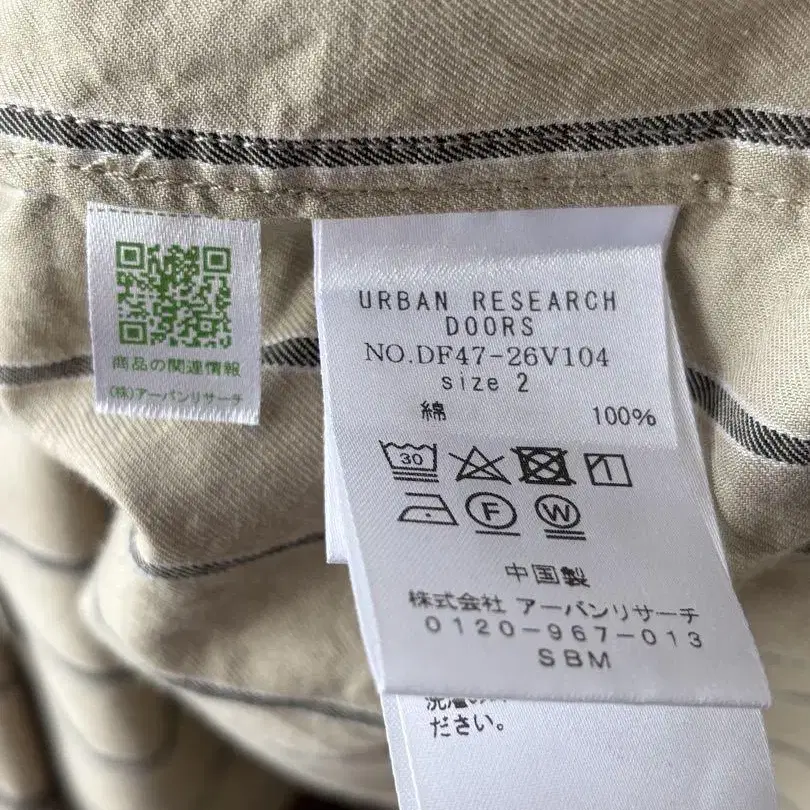 商品の関連情報
(株)アーバンリサーチ
URBAN RESEARCH
DOORS
NO.DF47-26V104
size 2
綿 100%
30
F W
中国製
株式会社 アーバンリサーチ
0120-967-013
SBM
ださい。